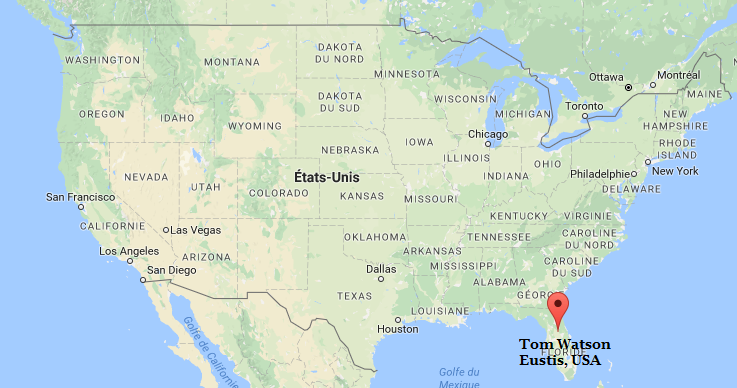 WASHINGTON
MONTANA
DAKOTA
DU NORD
MINNESOTA
Ottawa
Montréal
MAINE
OREGON
IDAHO
WYOMING
DAKOTA
DU SUD
WISCONSIN
MICHIGAN
Toronto
NEW
HAMPSHIRE
RHODE
ISLAND
NEBRASKA
IOWA
Chicago
ILLINOIS
INDIANA
OHIO
Philadelphie
New York
DELAWARE
NEVADA
UTAH
COLORADO
États-Unis
KANSAS
MISSOURI
KENTUCKY
VIRGINIE
San Francisco
CALIFORNIE
Las Vegas
OKLAHOMA
TENNESSEE
CAROLINE
DU NORD
Los Angeles
San Diego
ARIZONA
ARKANSAS
MISSISSIPPI
CAROLINE
DU SUD
Dallas
ALABAMA
TEXAS
LOUISIANE
GÉORGIE
Houston
Golfe de Californie
Tom Watson
FLORIDE
Eustis, USA
Golfe du
Mexique